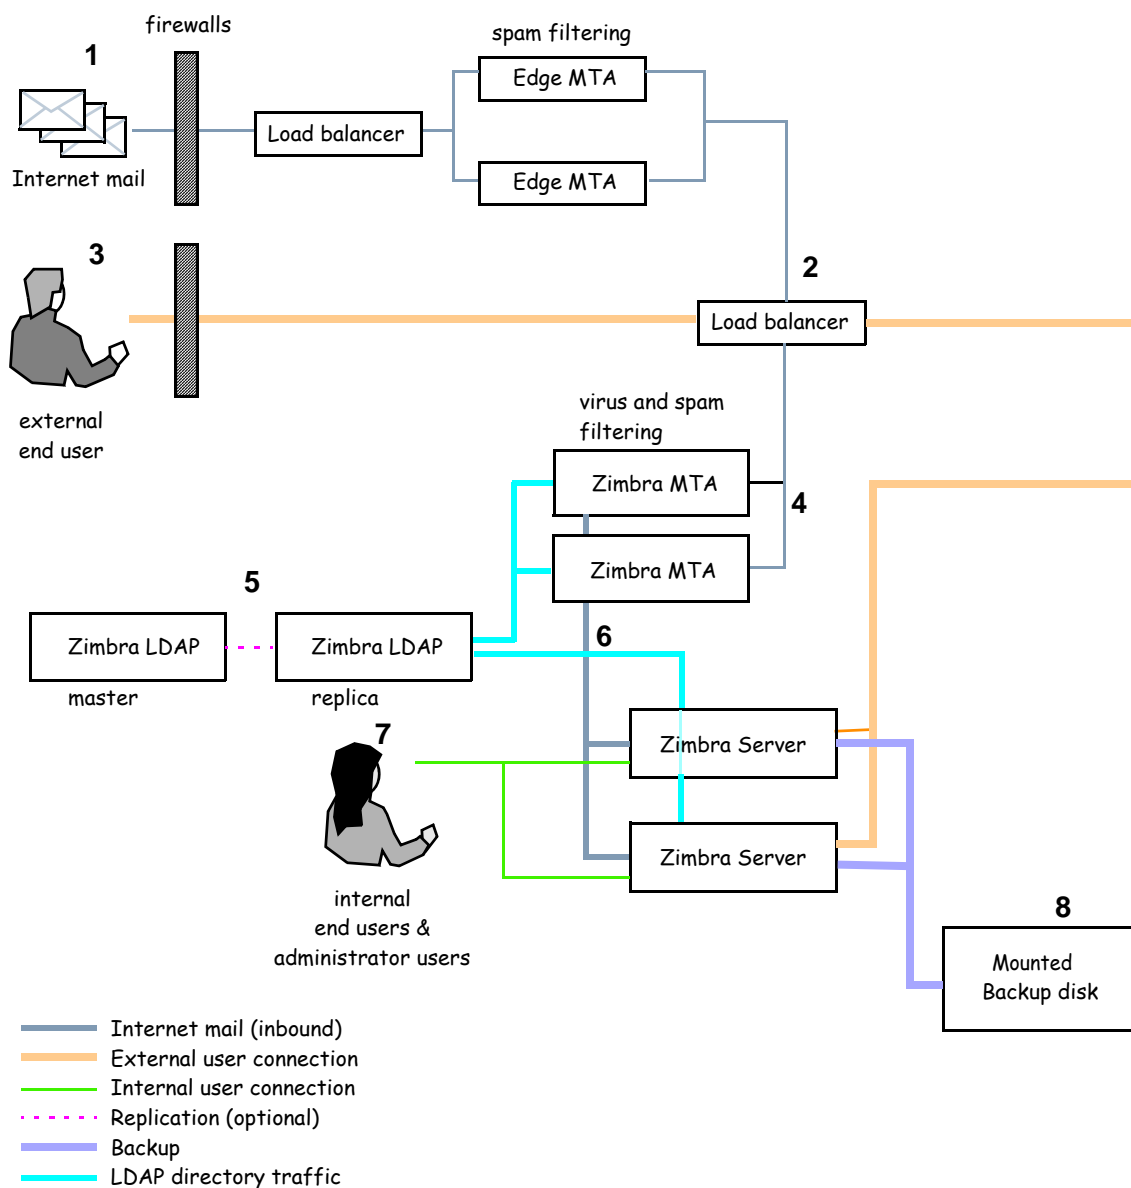 firewalls
spam filtering
1
Edge MTA
Load balancer
Internet mail
Edge MTA
3
2
Load balancer
external
end user
virus and spam
filtering
Zimbra MTA
4
Zimbra MTA
5
6
Zimbra LDAP
Zimbra LDAP
master
replica
7
Zimbra Server
Zimbra Server
internal
end users &
administrator users
8
Mounted
Backup disk
Internet mail (inbound)
External user connection
Internal user connection
Replication (optional)
Backup
LDAP directory traffic